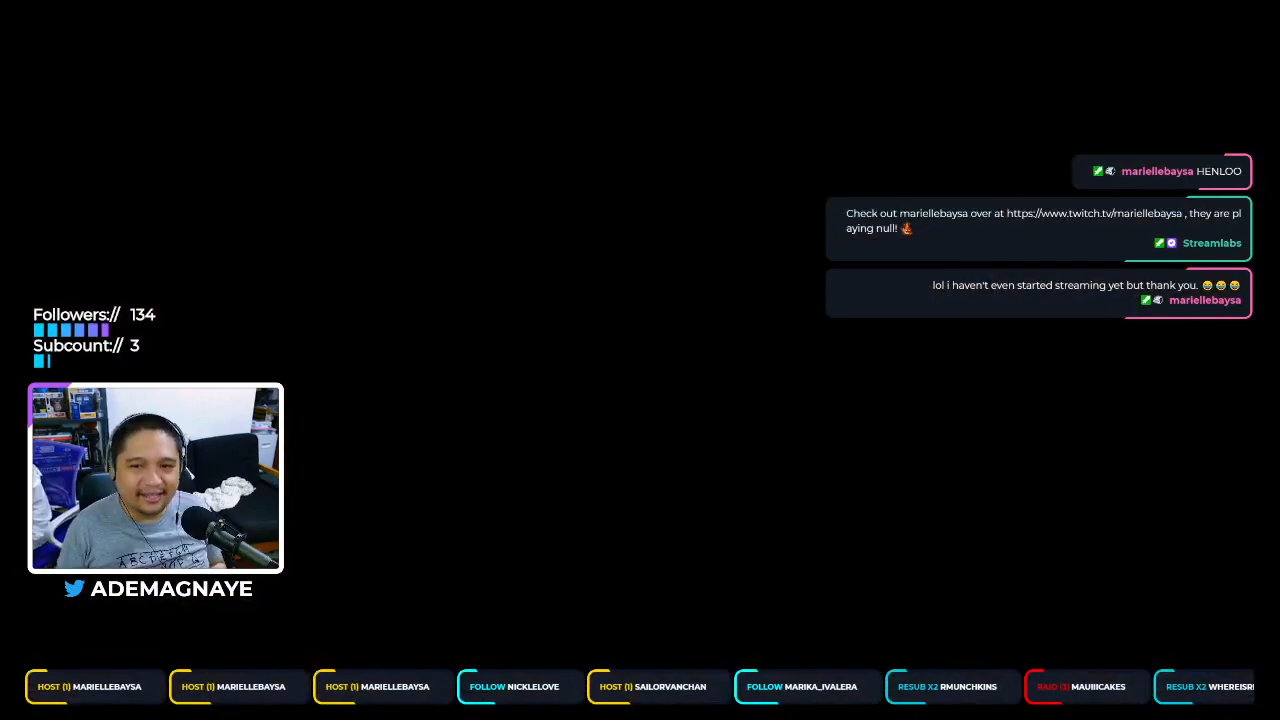 mariellebaysa HENLOO
Check out mariellebaysa over at https://www.twitch.tv/mariellebaysa , they are pl
aying null!
Streamlabs
lol i haven't even started streaming yet but thank you. 😂😂😂
mariellebaysa
Followers:// 134
Subcount:// 3
ADEMAGNAYE
HOST (1) MARIELLEBAYSA
HOST (1) MARIELLEBAYSA
HOST (1) MARIELLEBAYSA
FOLLOW NICKLELOVE
HOST (1) SAILORVANCHAN
FOLLOW MARIKA_IVALERA
RESUB X2 RMUNCHKINS
MAUIIICAKES
RESUB X2